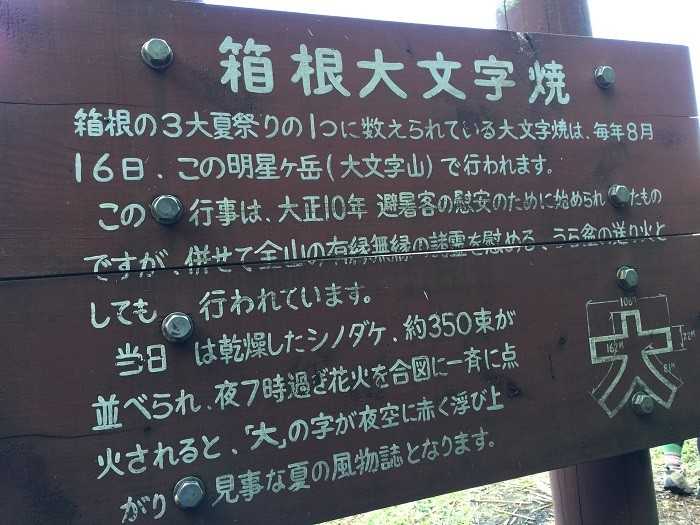 箱根大文字焼
箱根の3大夏祭りの1つに数えられている大文字焼は、毎年8月
16日、この明星ヶ岳(大文字山)で行われます。
この行事は、大正10年 避暑客の慰安のために始められたもの
ですが、併せて全山の有縁無縁の諸霊を慰める、うら盆の送り火と
しても 行われています。
当日 は乾燥したシノダケ、約350束が
並べられ、夜7時過ぎ花火を合図に一斉に点
火されると、「大」の字が夜空に赤く浮び上
がり 見事な夏の風物誌となります。
108M
162M
72M
81M